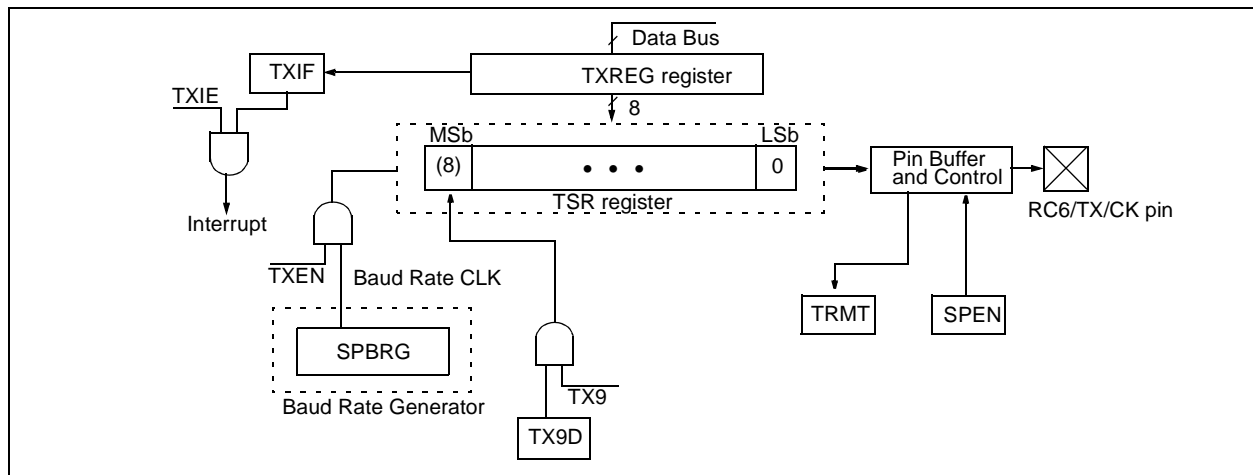 Data Bus
TXIF
TXREG register
TXIE
8
MSb
LSb
(8)
• • •
0
Pin Buffer
and Control
TSR register
RC6/TX/CK pin
Interrupt
TXEN
Baud Rate CLK
TRMT
SPEN
SPBRG
TX9
Baud Rate Generator
TX9D